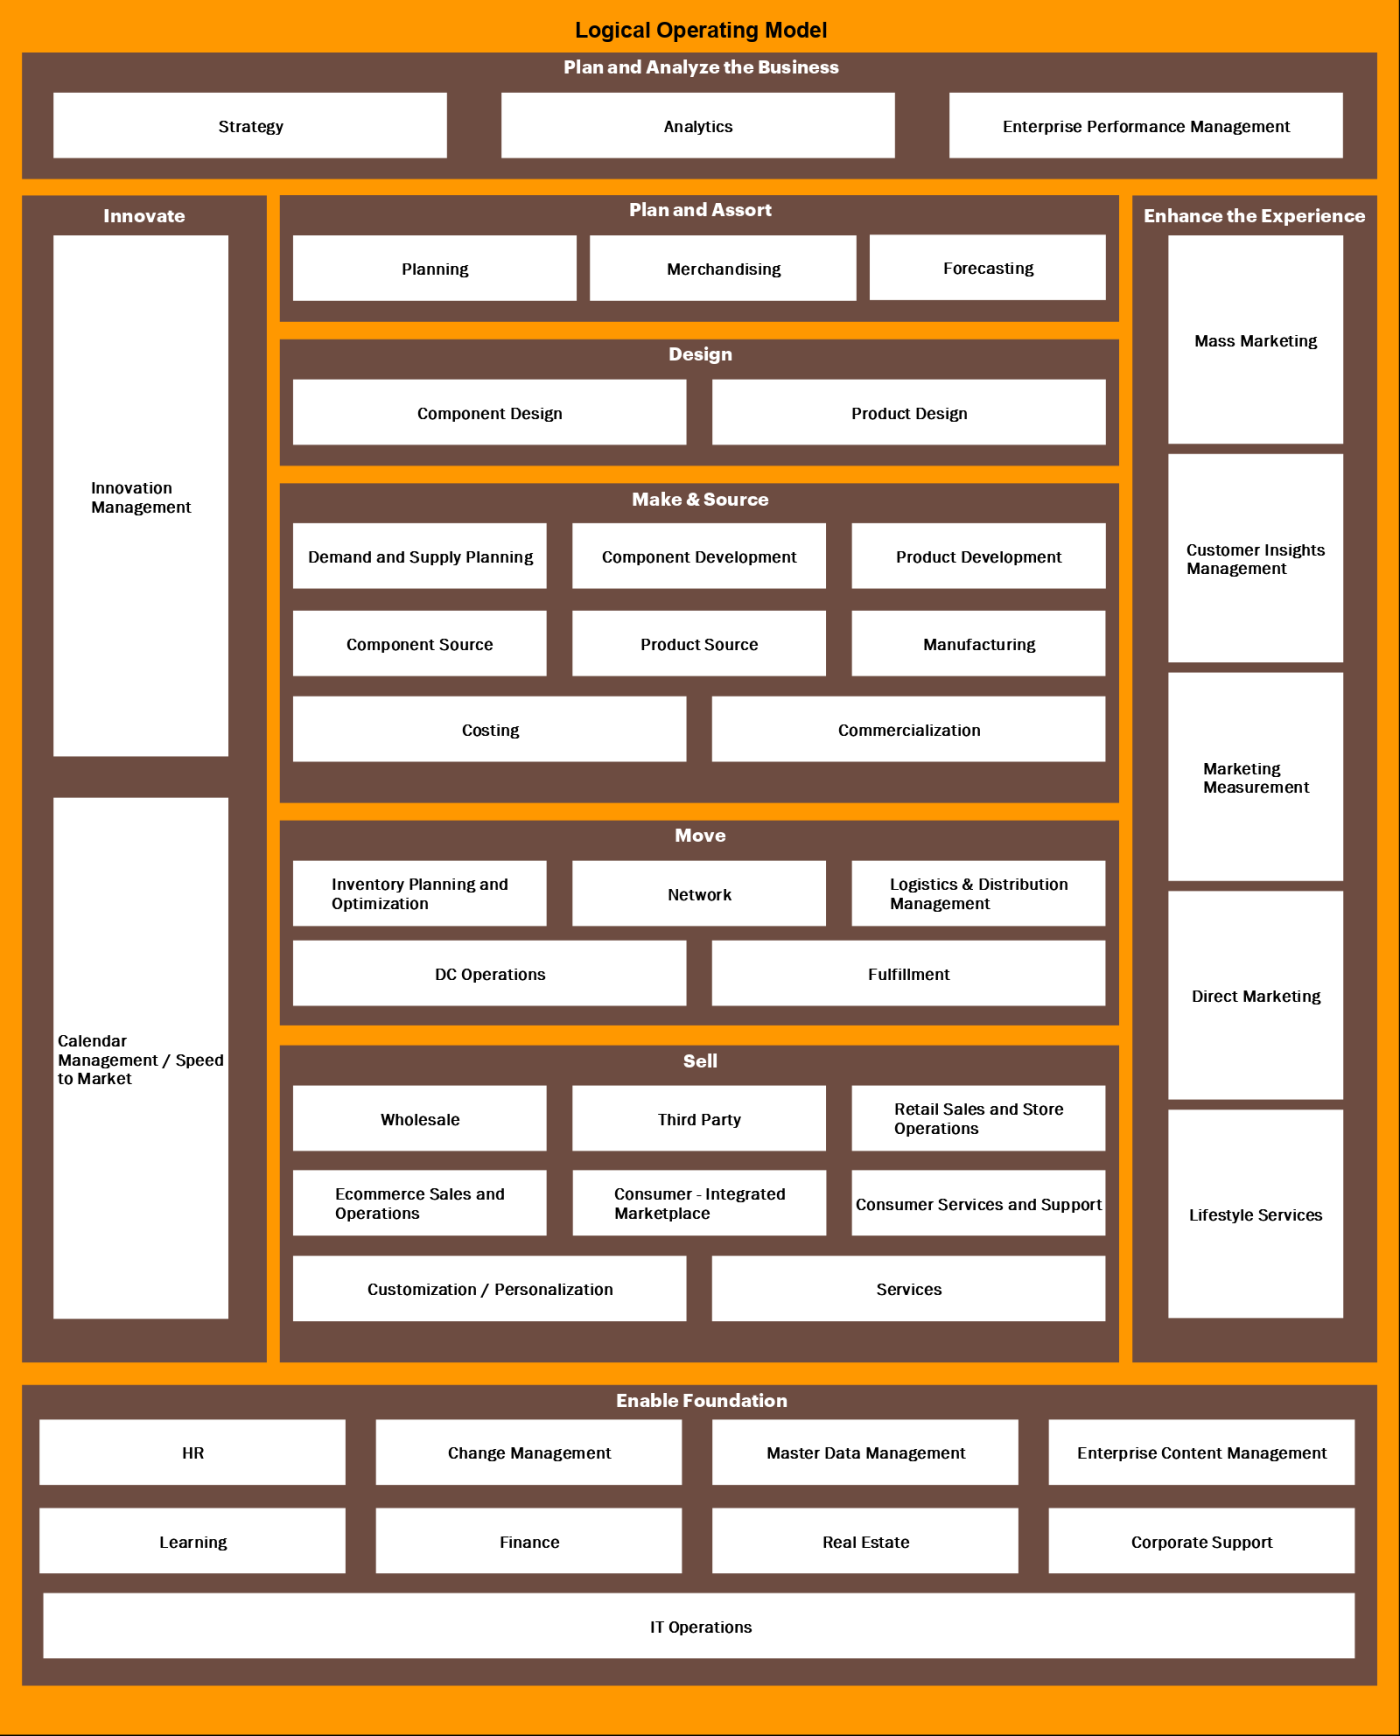 Logical Operating Model
Plan and Analyze the Business
Strategy
Analytics
Enterprise Performance Management
Innovate
Innovation
Management
Calendar
Management / Speed
to Market
Plan and Assort
Planning
Merchandising
Forecasting
Design
Component Design
Product Design
Make & Source
Demand and Supply Planning
Component Development
Product Development
Component Source
Product Source
Manufacturing
Costing
Commercialization
Move
Inventory Planning and
Optimization
Network
Logistics & Distribution
Management
DC Operations
Fulfillment
Sell
Wholesale
Third Party
Retail Sales and Store
Operations
Ecommerce Sales and
Operations
Consumer - Integrated
Marketplace
Consumer Services and Support
Customization / Personalization
Services
Enhance the Experience
Mass Marketing
Customer Insights
Management
Marketing
Measurement
Direct Marketing
Lifestyle Services
Enable Foundation
HR
Change Management
Master Data Management
Enterprise Content Management
Learning
Finance
Real Estate
Corporate Support
IT Operations